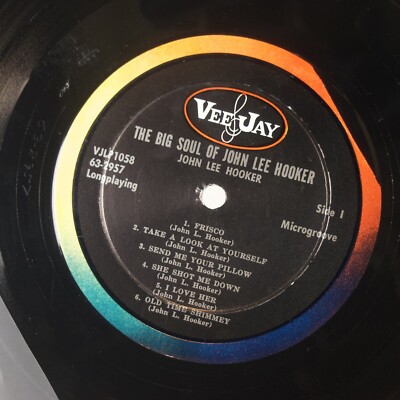 VEE JAY
THE BIG SOUL OF JOHN LEE HOOKER
JOHN LEE HOOKER
VJLP1058
63-2957
Longplaying
Side 1
Microgroove
1. FRISCO
(John L. Hooker)
2. TAKE A LOOK AT YOURSELF
(John L. Hooker)
3. SEND ME YOUR PILLOW
(John L. Hooker)
4. SHE SHOT ME DOWN
(John L. Hooker)
5. I LOVE HER
(John L. Hooker)
6. OLD TIME SHIMMEY
(John L. Hooker)